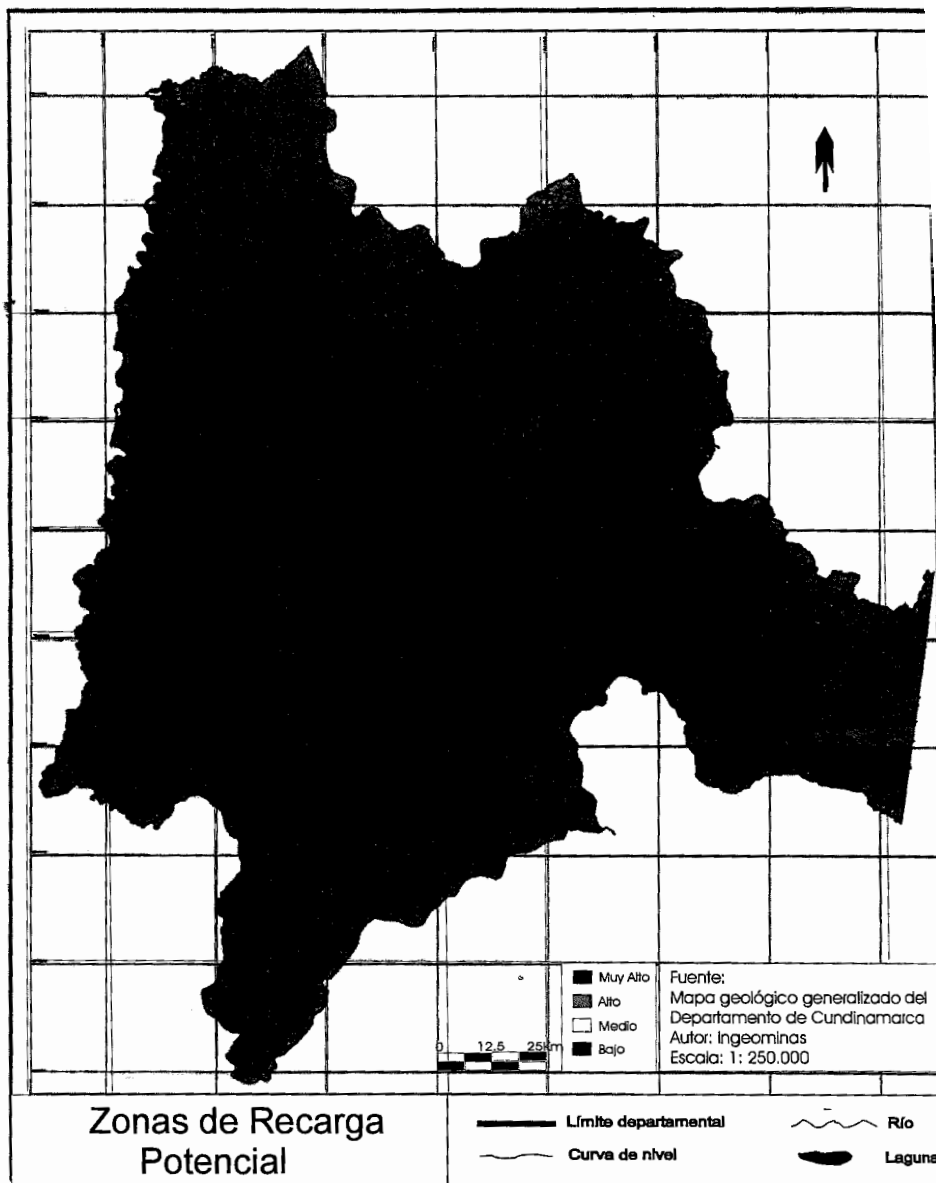 Muy Alto
Alto
Medio
Bajo
Fuente:
Mapa geológico generalizado del
Departamento de Cundinamarca
Autor: Ingeominas
Escala: 1: 250.000
0 12.5 25Km
Zonas de Recarga
Potencial
Límite departamental
Curva de nivel
Río
Laguna